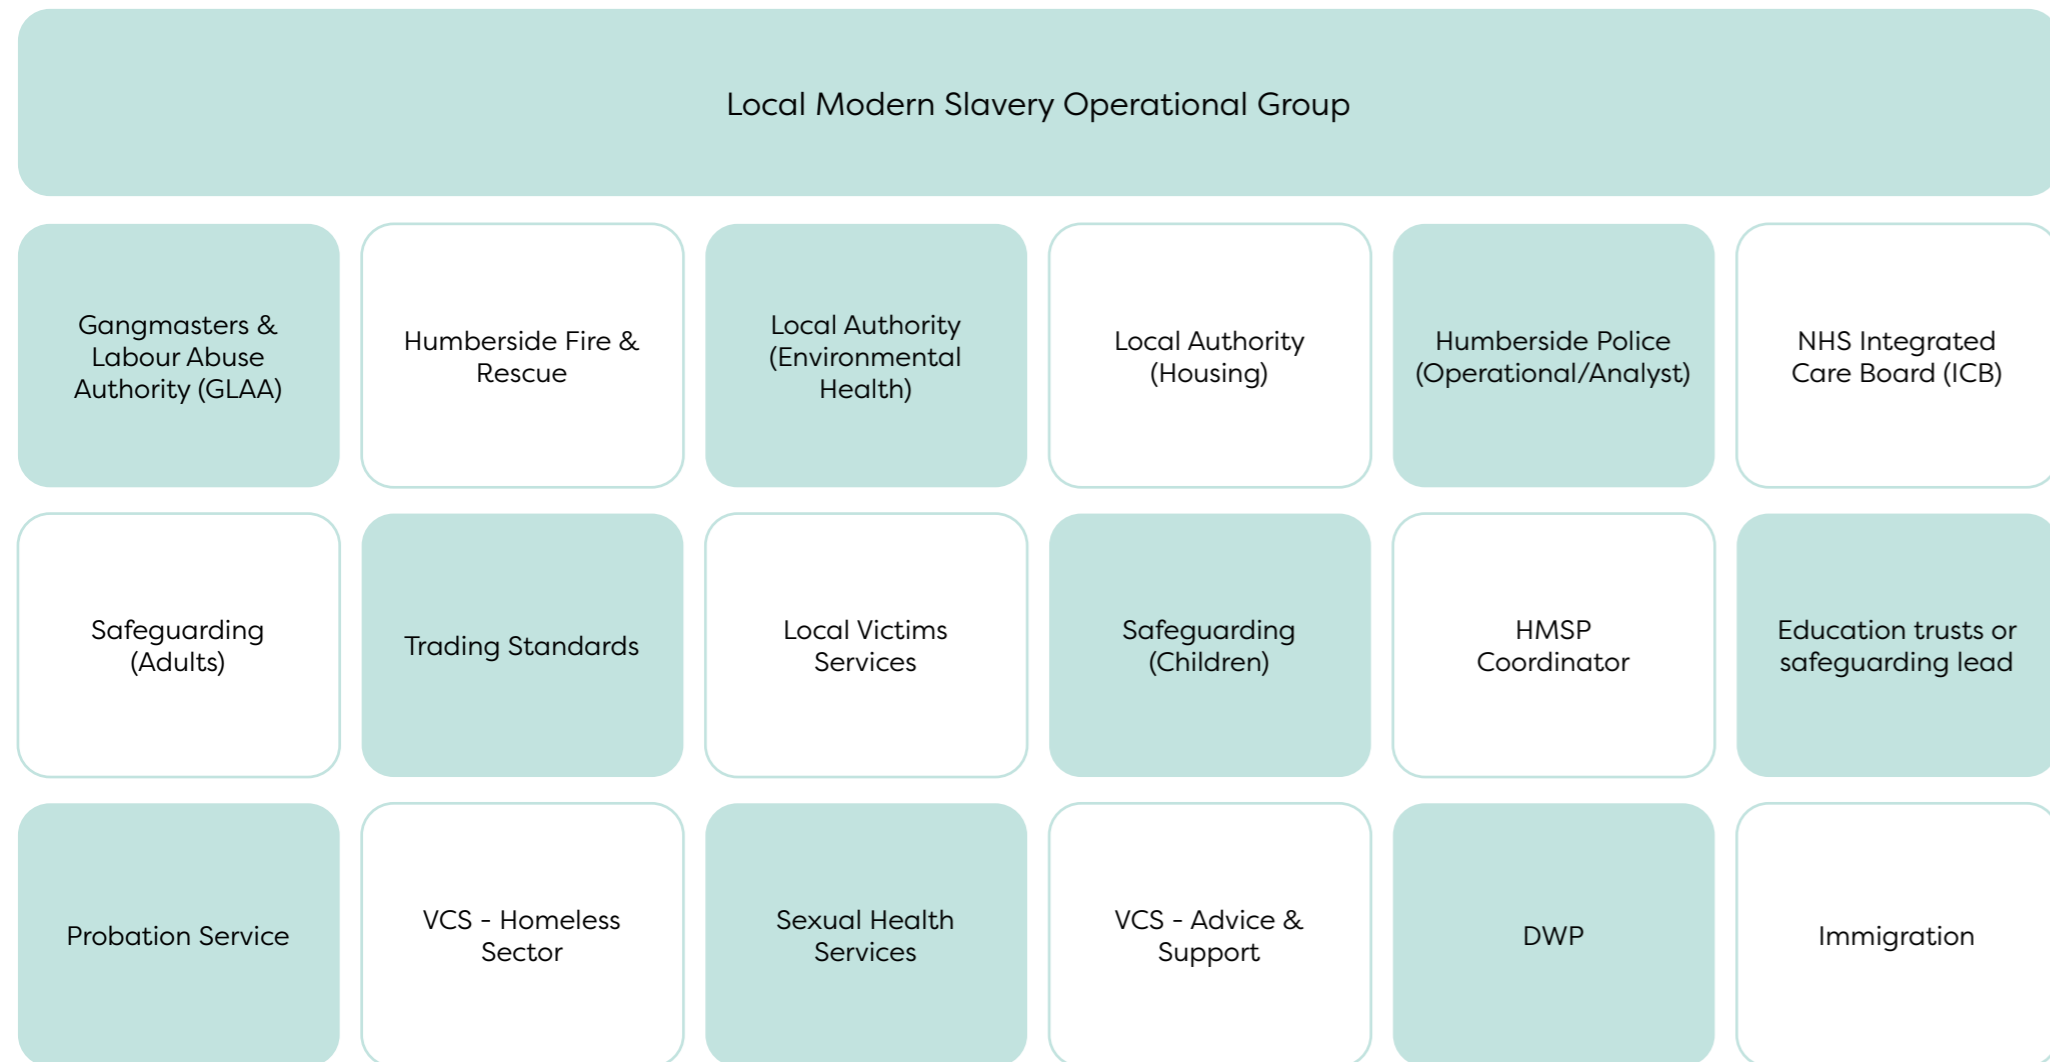 Local Modern Slavery Operational Group
Gangmasters &
Labour Abuse
Authority (GLAA)
Humberside Fire &
Rescue
Local Authority
(Environmental
Health)
Local Authority
(Housing)
Humberside Police
(Operational/Analyst)
NHS Integrated
Care Board (ICB)
Safeguarding
(Adults)
Trading Standards
Local Victims
Services
Safeguarding
(Children)
HMSP
Coordinator
Education trusts or
safeguarding lead
Probation Service
VCS - Homeless
Sector
Sexual Health
Services
VCS - Advice &
Support
DWP
Immigration